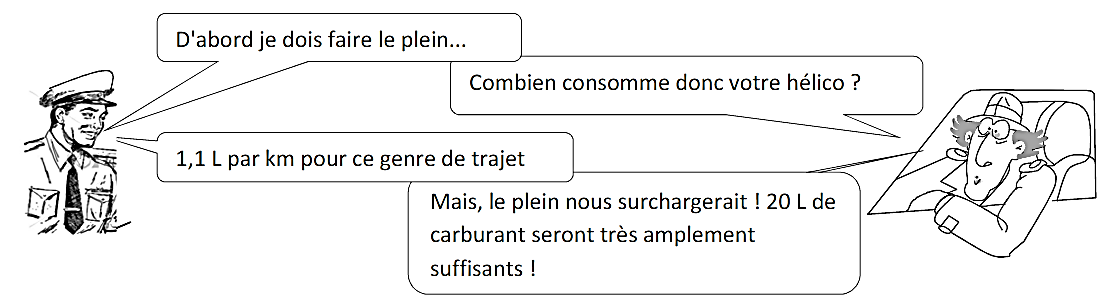 D'abord je dois faire le plein...
Combien consomme donc votre hélico ?
1,1 L par km pour ce genre de trajet
Mais, le plein nous surchargerait ! 20 L de
carburant seront très amplement
suffisants !